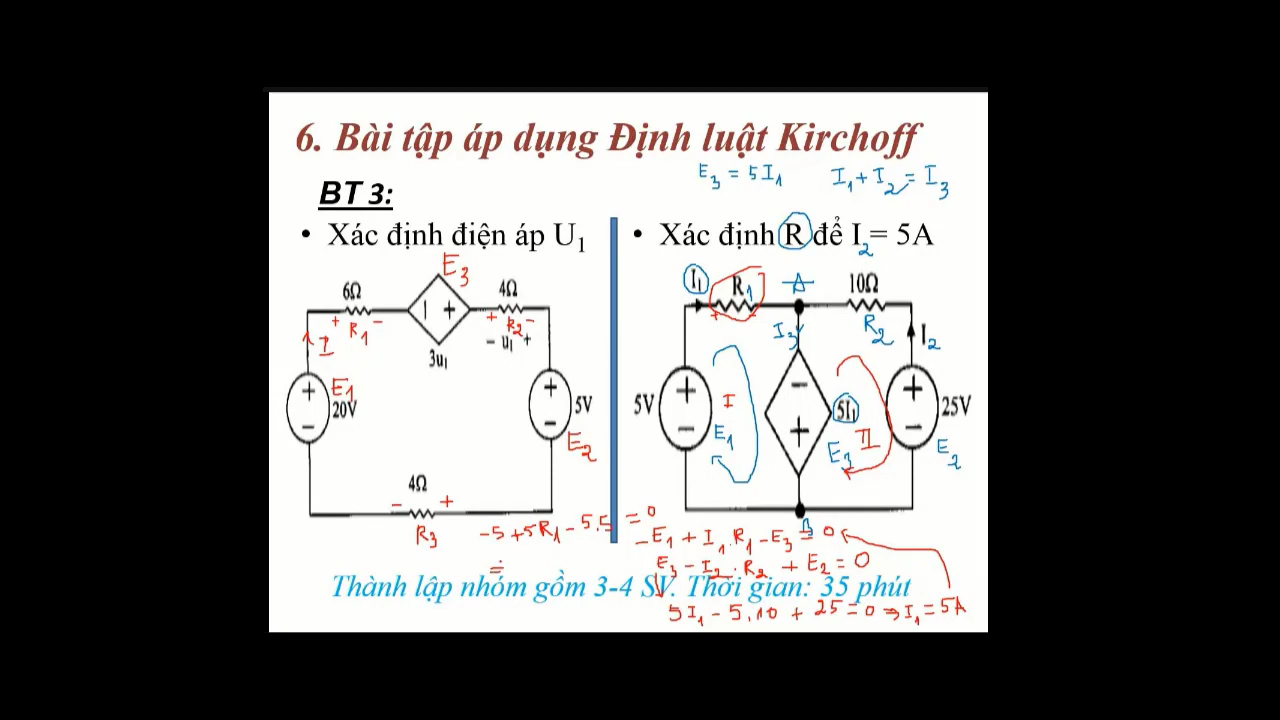 6. Bài tập áp dụng Định luật Kirchoff
E3 = 5I1
I1 + I2 = I3
BT 3:
• Xác định điện áp U1
• Xác định R để I2 = 5A
E3
6Ω
4Ω
I1
R1
A
10Ω
+ R1 −
+ R2 −
I
− u1 +
3u1
I3
R2
I2
E1
20V
5V
E2
5V
I
E1
5I1
E3
II
25V
E2
4Ω
− +
R3
B
−5 + 5R1 − 5.5 = 0
−E1 + I1.R1 − E3 = 0
E3 − I2.R2 + E2 = 0
=
Thành lập nhóm gồm 3-4 SV. Thời gian: 35 phút
5I1 − 5.10 + 25 = 0 ⇒ I1 = 5A